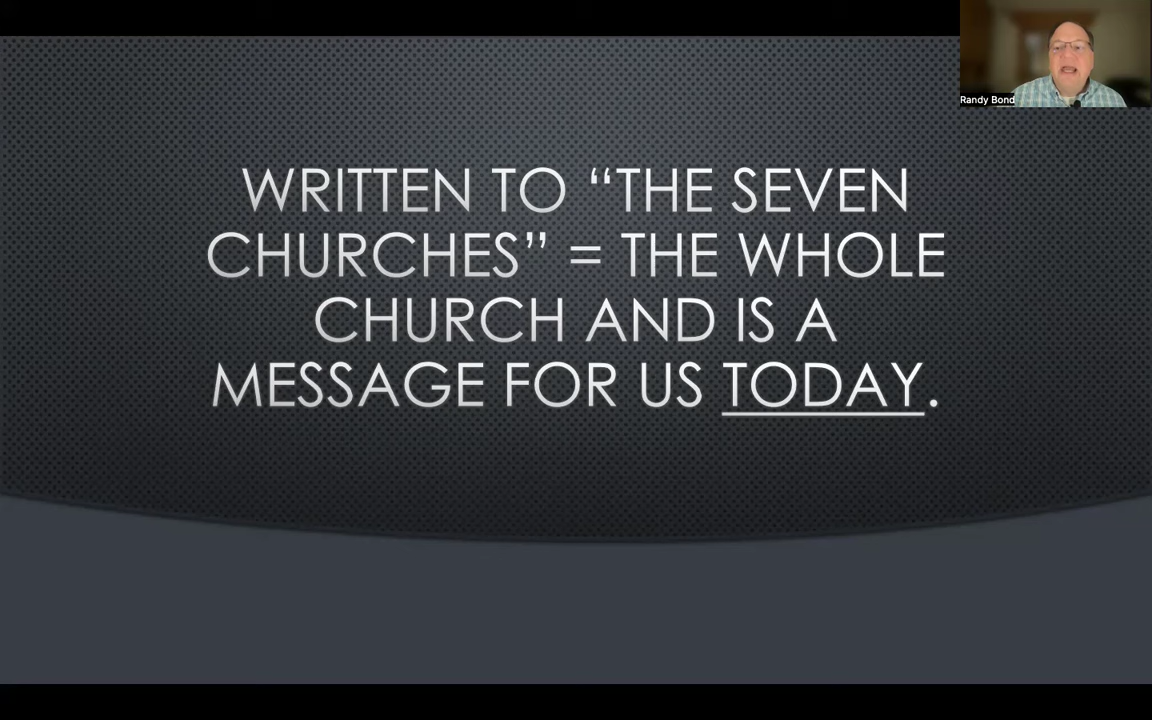 Randy Bond
WRITTEN TO “THE SEVEN
CHURCHES” = THE WHOLE
CHURCH AND IS A
MESSAGE FOR US TODAY.